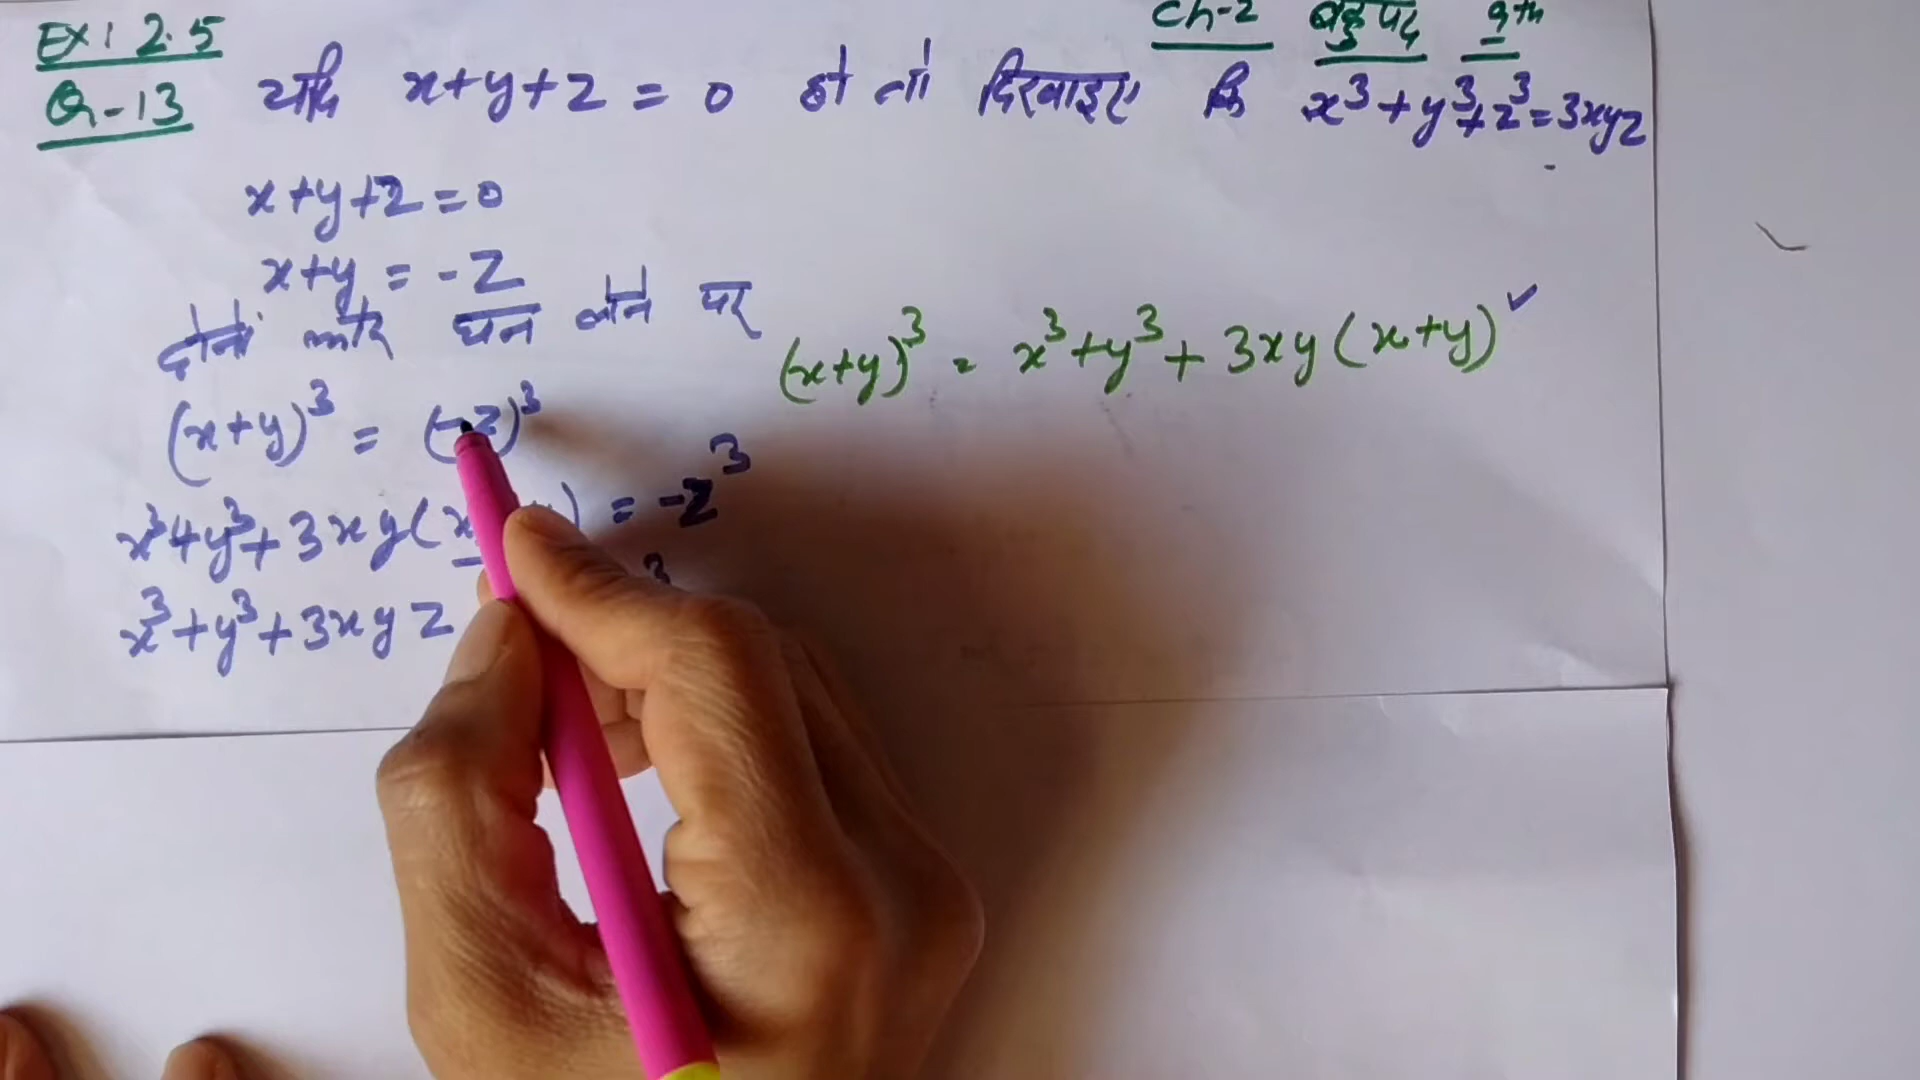 Ex: 2.5 Ch-2 बहुपद 9th
Q-13 यदि x+y+z = 0 हो तो दिखाइए कि x³+y³+z³=3xyz
x+y+z=0
x+y = -z
दोनों ओर घन लेने पर
(x+y)³ = x³+y³+3xy(x+y) ✓
(x+y)³ = (-z)³
x³+y³+3xy(x = -z³
x³+y³+3xyz